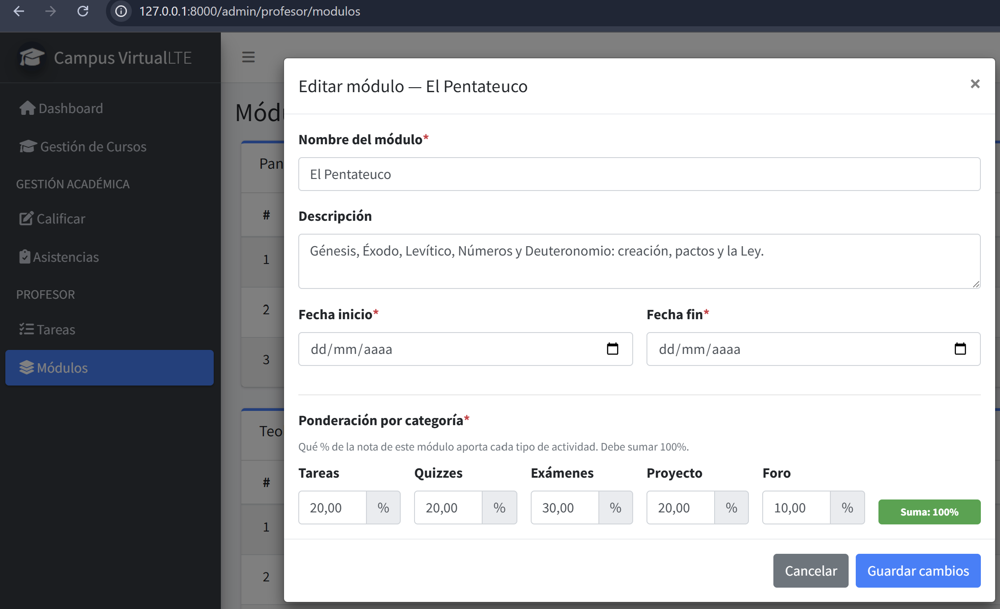 127.0.0.1:8000/admin/profesor/modulos
Campus VirtualLTE
Dashboard
Gestión de Cursos
GESTIÓN ACADÉMICA
Calificar
Asistencias
PROFESOR
Tareas
Módulos
Editar módulo — El Pentateuco
×
Nombre del módulo*
El Pentateuco
Descripción
Génesis, Éxodo, Levítico, Números y Deuteronomio: creación, pactos y la Ley.
Fecha inicio* Fecha fin*
dd/mm/aaaa dd/mm/aaaa
Ponderación por categoría*
Qué % de la nota de este módulo aporta cada tipo de actividad. Debe sumar 100%.
Tareas Quizzes Exámenes Proyecto Foro
20,00 % 20,00 % 30,00 % 20,00 % 10,00 % Suma: 100%
Cancelar Guardar cambios
#
1
2
3
#
1
2